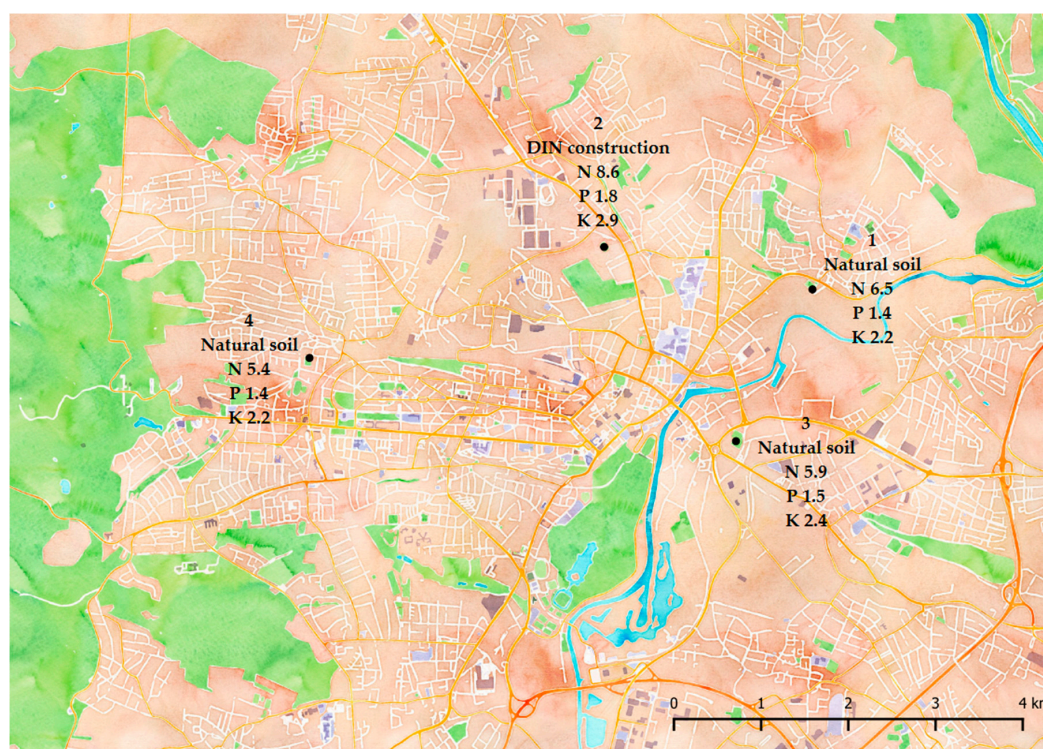 2
DIN construction
N 8.6
P 1.8
K 2.9
1
Natural soil
N 6.5
P 1.4
K 2.2
4
Natural soil
N 5.4
P 1.4
K 2.2
3
Natural soil
N 5.9
P 1.5
K 2.4
0 1 2 3 4 km